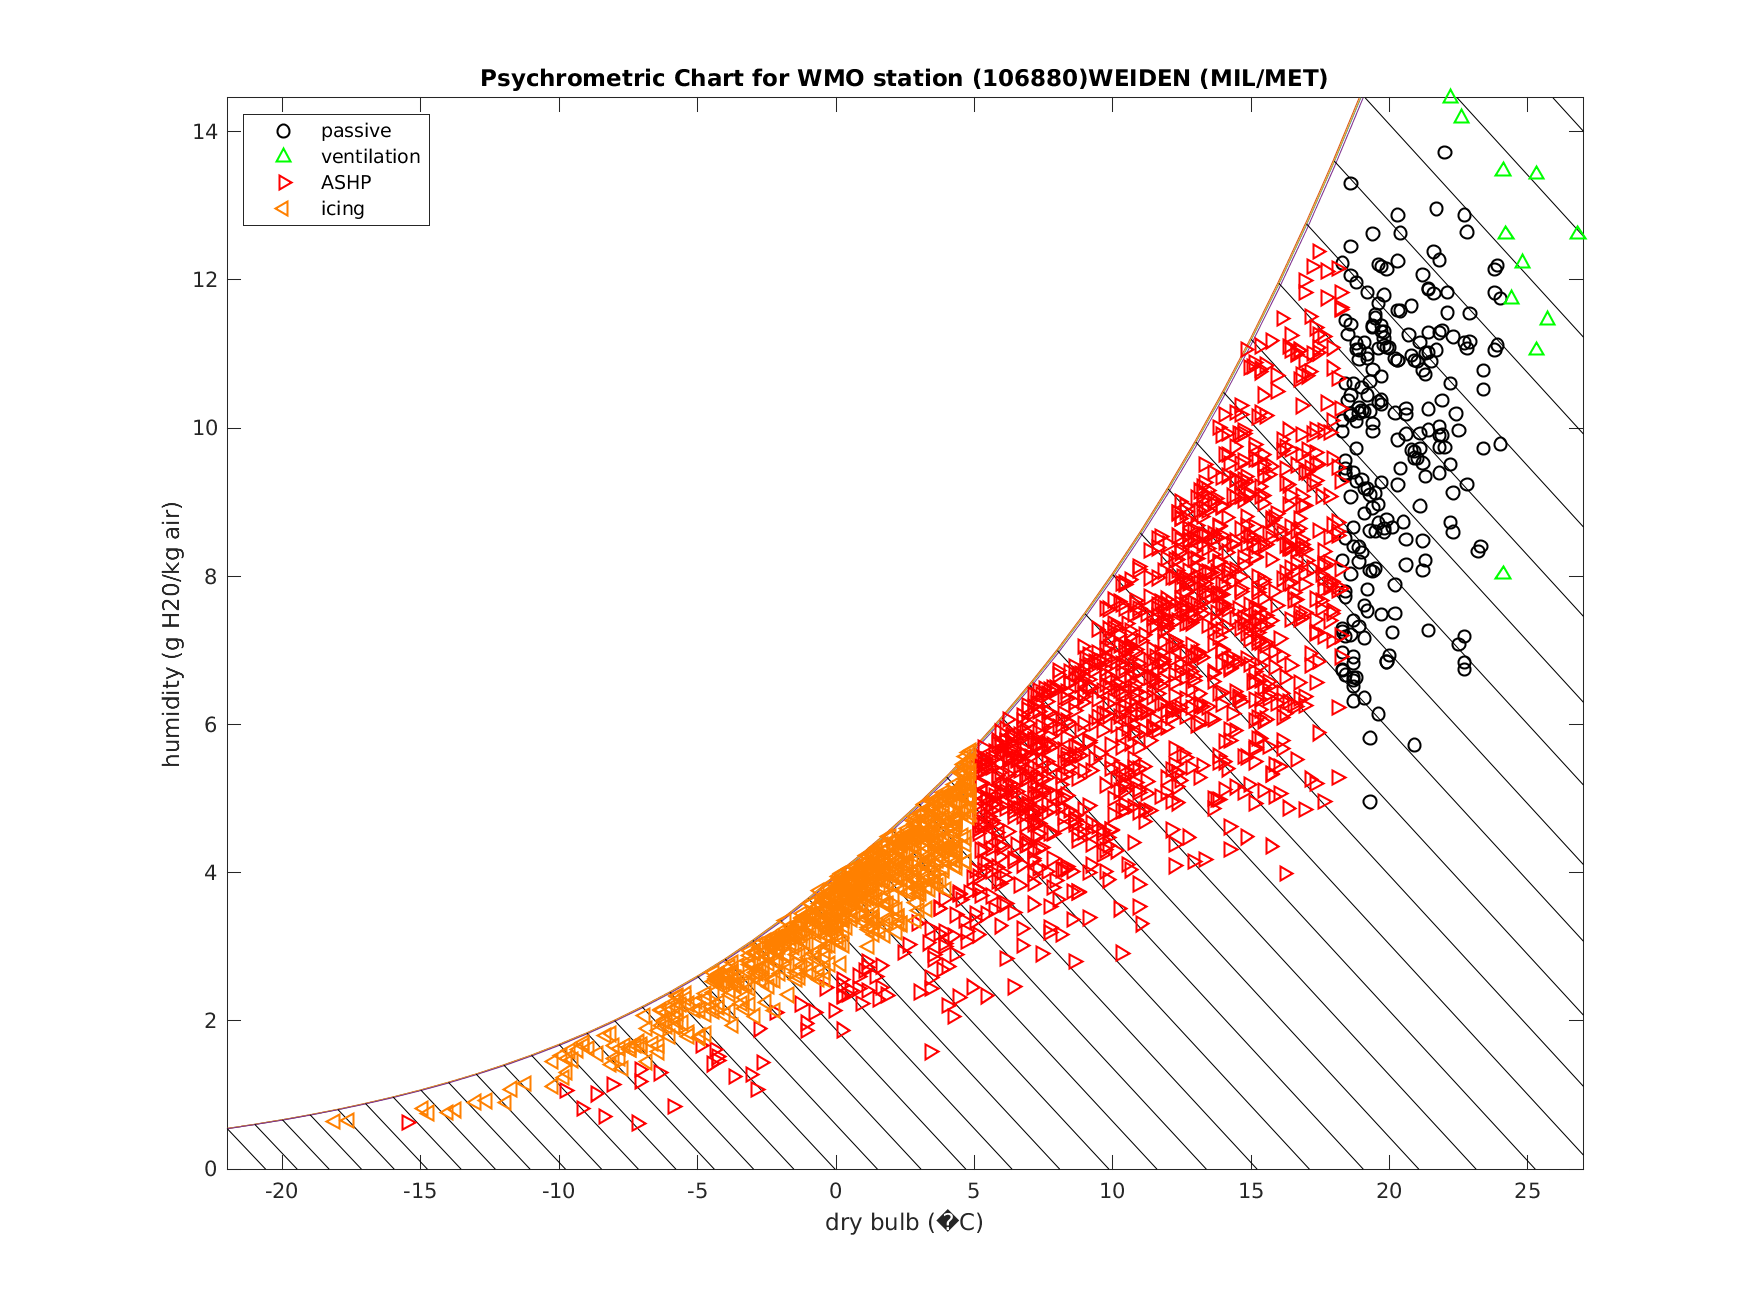 Psychrometric Chart for WMO station (106880)WEIDEN (MIL/MET)
passive
ventilation
ASHP
icing
14
12
10
8
6
4
2
0
humidity (g H20/kg air)
-20 -15 -10 -5 0 5 10 15 20 25
dry bulb (�C)